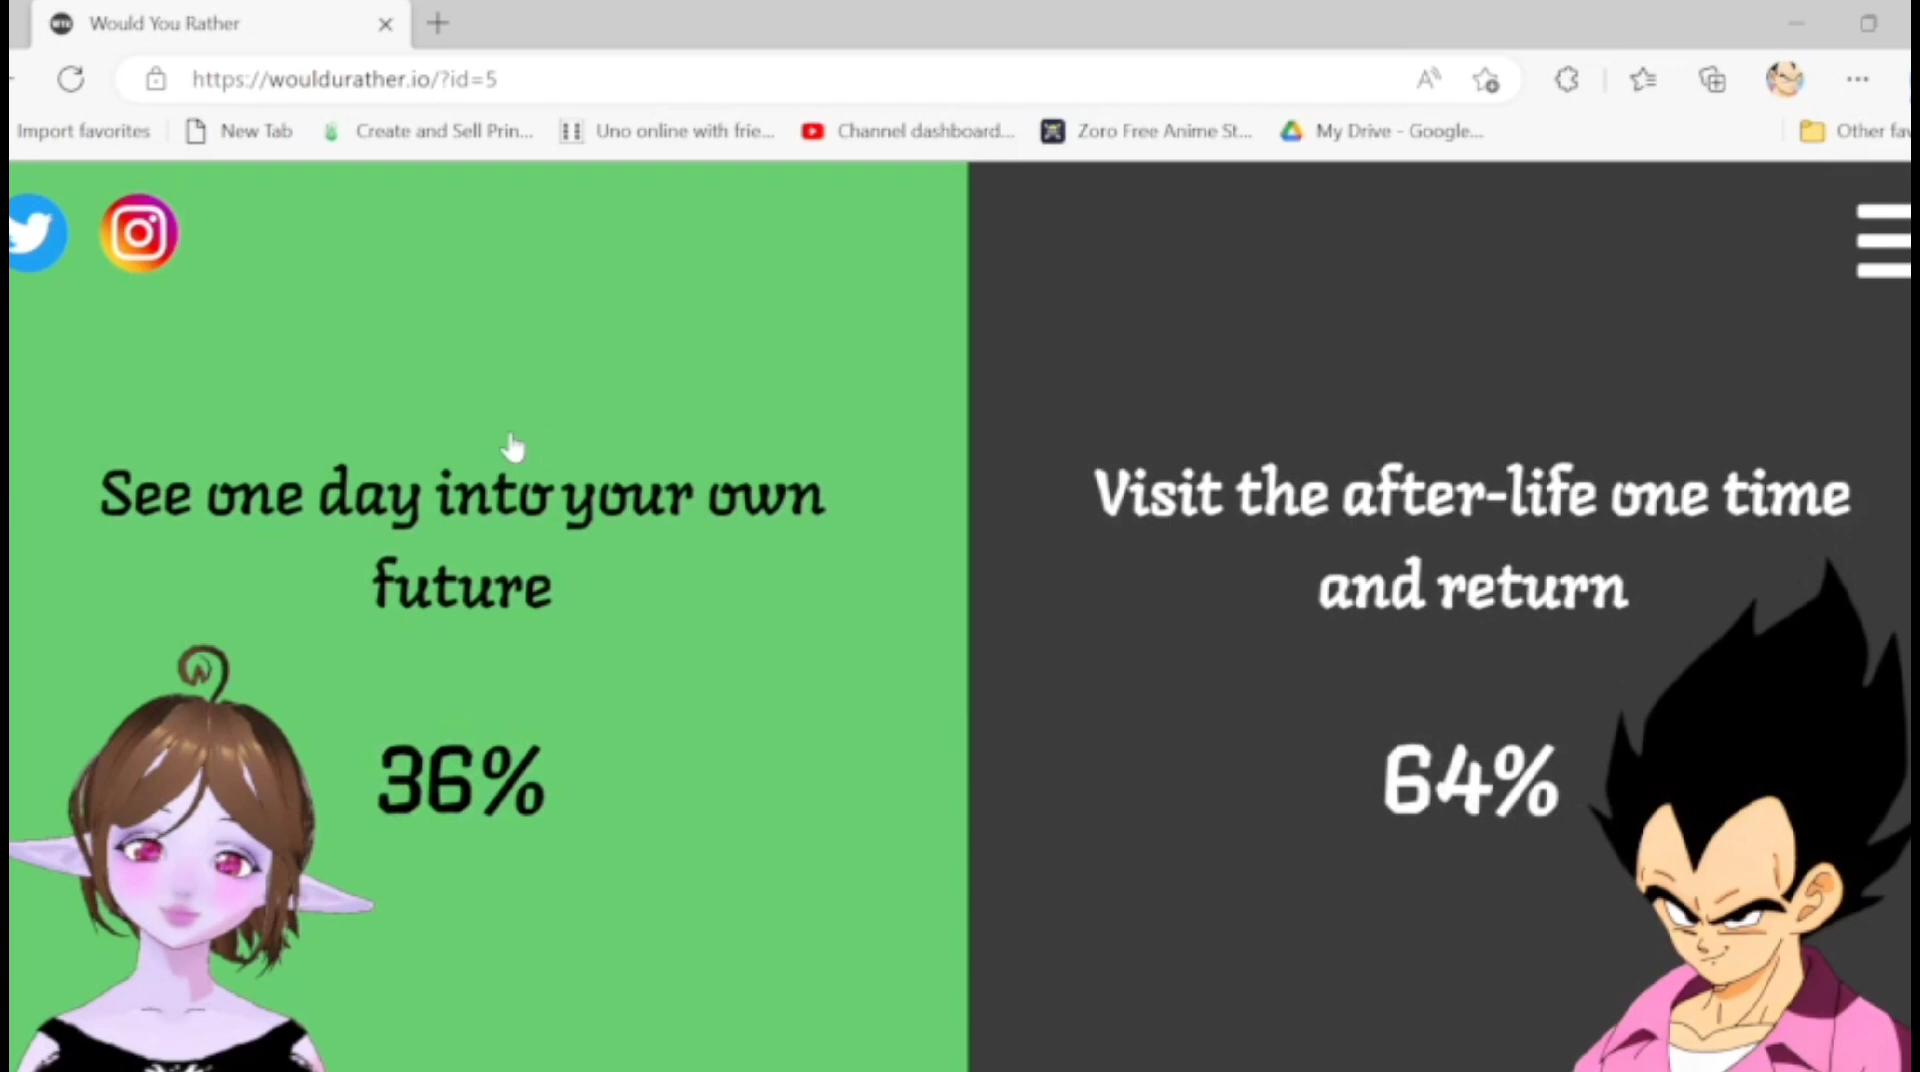 Would You Rather
https://wouldurather.io/?id=5
Import favorites
New Tab
Create and Sell Prin...
Uno online with frie...
Channel dashboard...
Zoro Free Anime St...
My Drive - Google...
Other fav
See one day into your own
future
36%
Visit the after-life one time
and return
64%